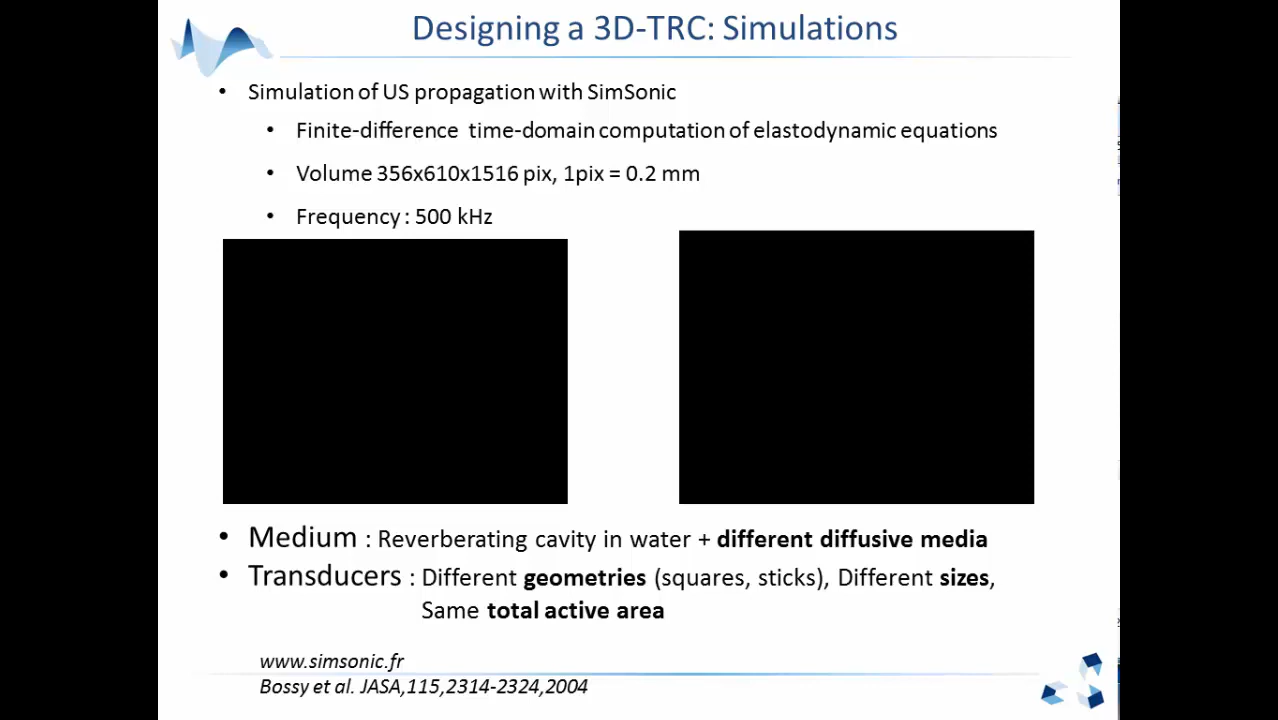 Designing a 3D-TRC: Simulations
• Simulation of US propagation with SimSonic
• Finite-difference time-domain computation of elastodynamic equations
• Volume 356x610x1516 pix, 1pix = 0.2 mm
• Frequency : 500 kHz
• Medium : Reverberating cavity in water + different diffusive media
• Transducers : Different geometries (squares, sticks), Different sizes,
Same total active area
www.simsonic.fr
Bossy et al. JASA,115,2314-2324,2004